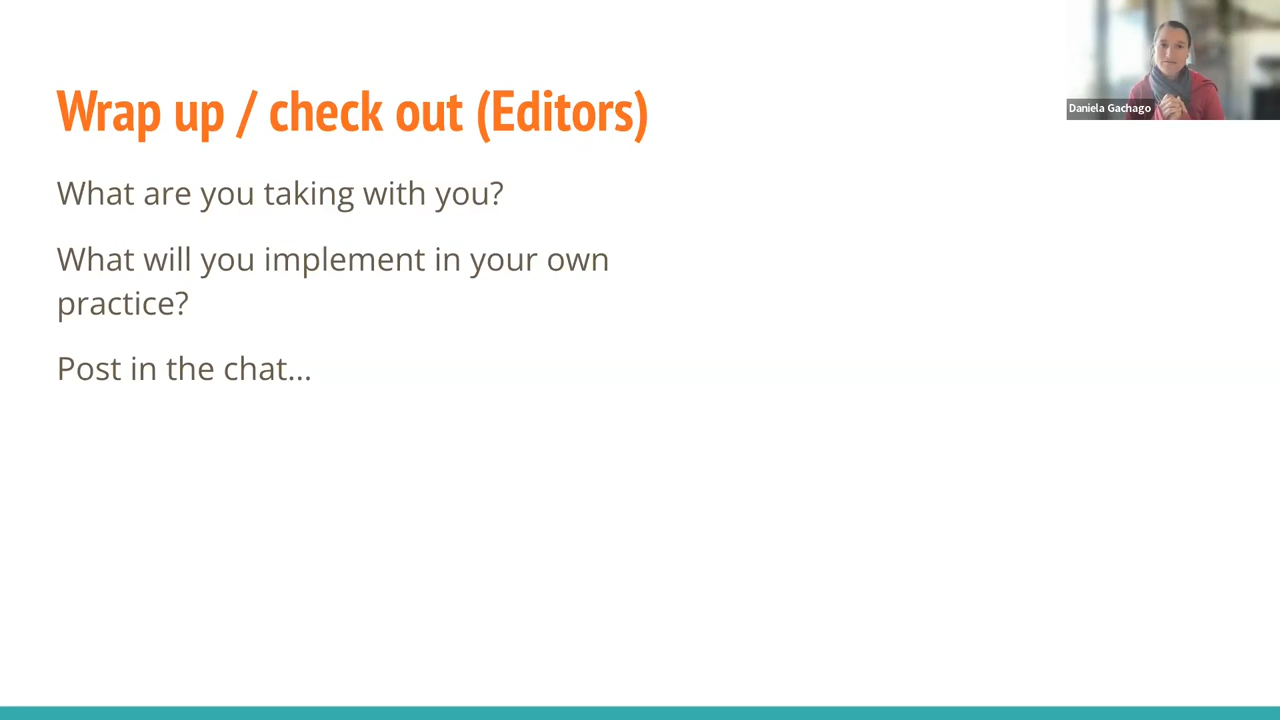 Wrap up / check out (Editors)
Daniela Gachago
What are you taking with you?
What will you implement in your own
practice?
Post in the chat...